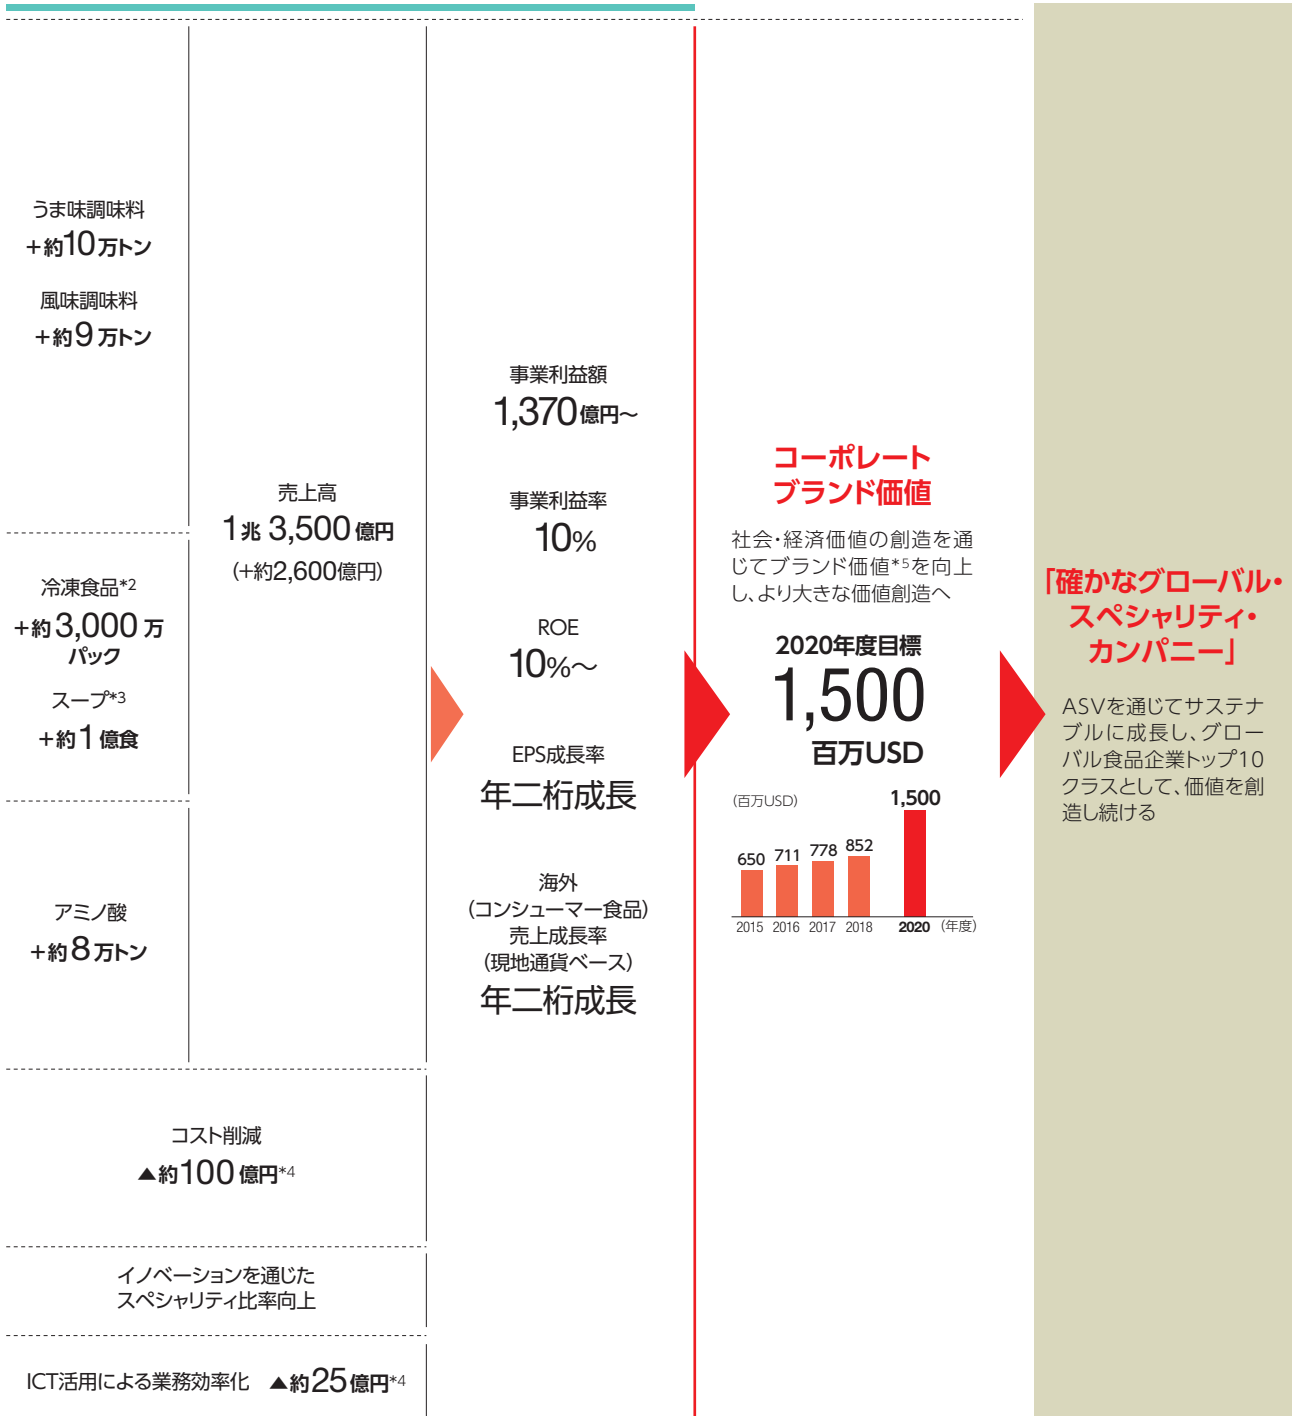 うま味調味料
+約10万トン
風味調味料
+約9万トン
冷凍食品*2
+約3,000万
パック
スープ*3
+約1億食
アミノ酸
+約8万トン
売上高
1兆3,500億円
(+約2,600億円)
コスト削減
▲約100億円*4
イノベーションを通じた
スペシャリティ比率向上
ICT活用による業務効率化 ▲約25億円*4
事業利益額
1,370億円～
事業利益率
10%
ROE
10%～
EPS成長率
年二桁成長
海外
(コンシューマー食品)
売上成長率
(現地通貨ベース)
年二桁成長
コーポレート
ブランド価値
社会・経済価値の創造を通
じてブランド価値*5を向上
し、より大きな価値創造へ
2020年度目標
1,500
百万USD
(百万USD)
1,500
650 711 778 852
2015 2016 2017 2018 2020 (年度)
「確かなグローバル・
スペシャリティ・
カンパニー」
ASVを通じてサステナ
ブルに成長し、グロー
バル食品企業トップ10
クラスとして、価値を創
造し続ける